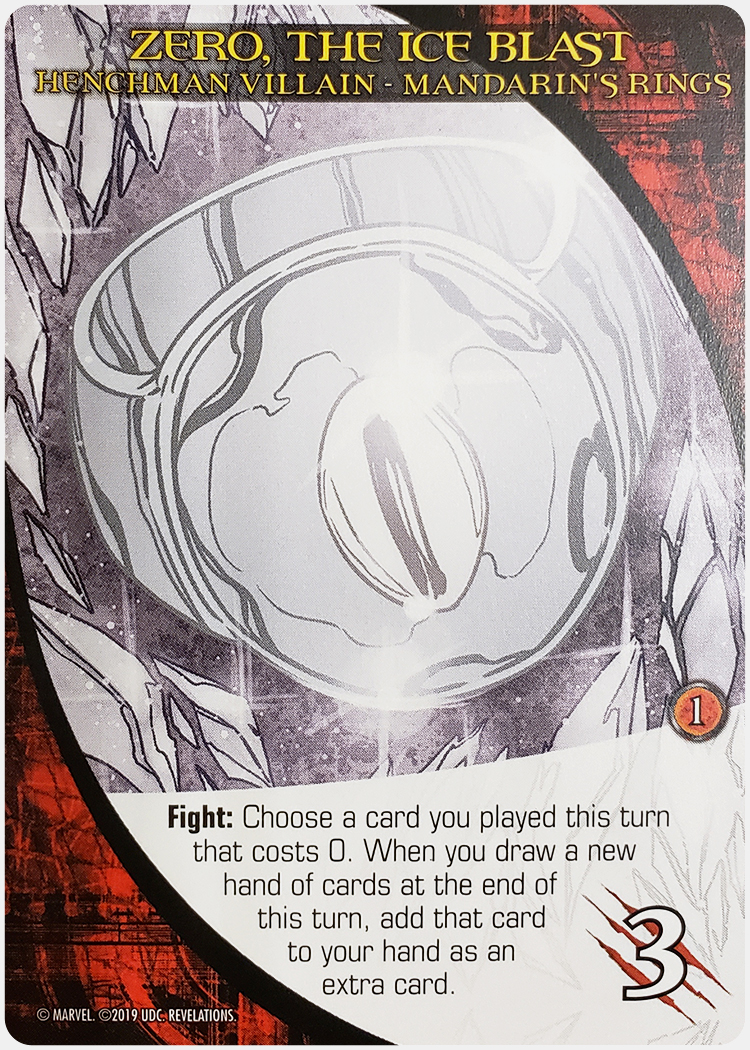 ZERO, THE ICE BLAST
HENCHMAN VILLAIN - MANDARIN'S RINGS
1
Fight: Choose a card you played this turn
that costs 0. When you draw a new
hand of cards at the end of
this turn, add that card
to your hand as an
extra card.
3
© MARVEL. ©2019 UDC. REVELATIONS.